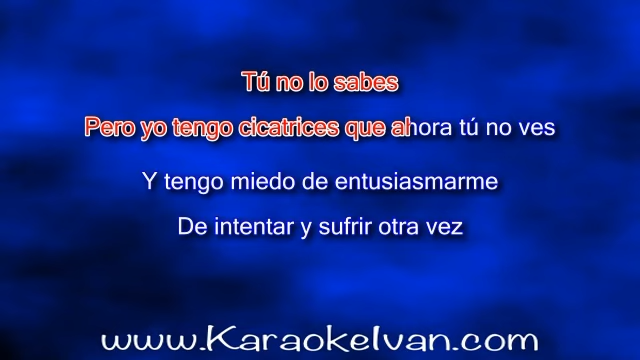 Tú no lo sabes
Pero yo tengo cicatrices que ahora tú no ves
Y tengo miedo de entusiasmarme
De intentar y sufrir otra vez
www.KaraokeIvan.com